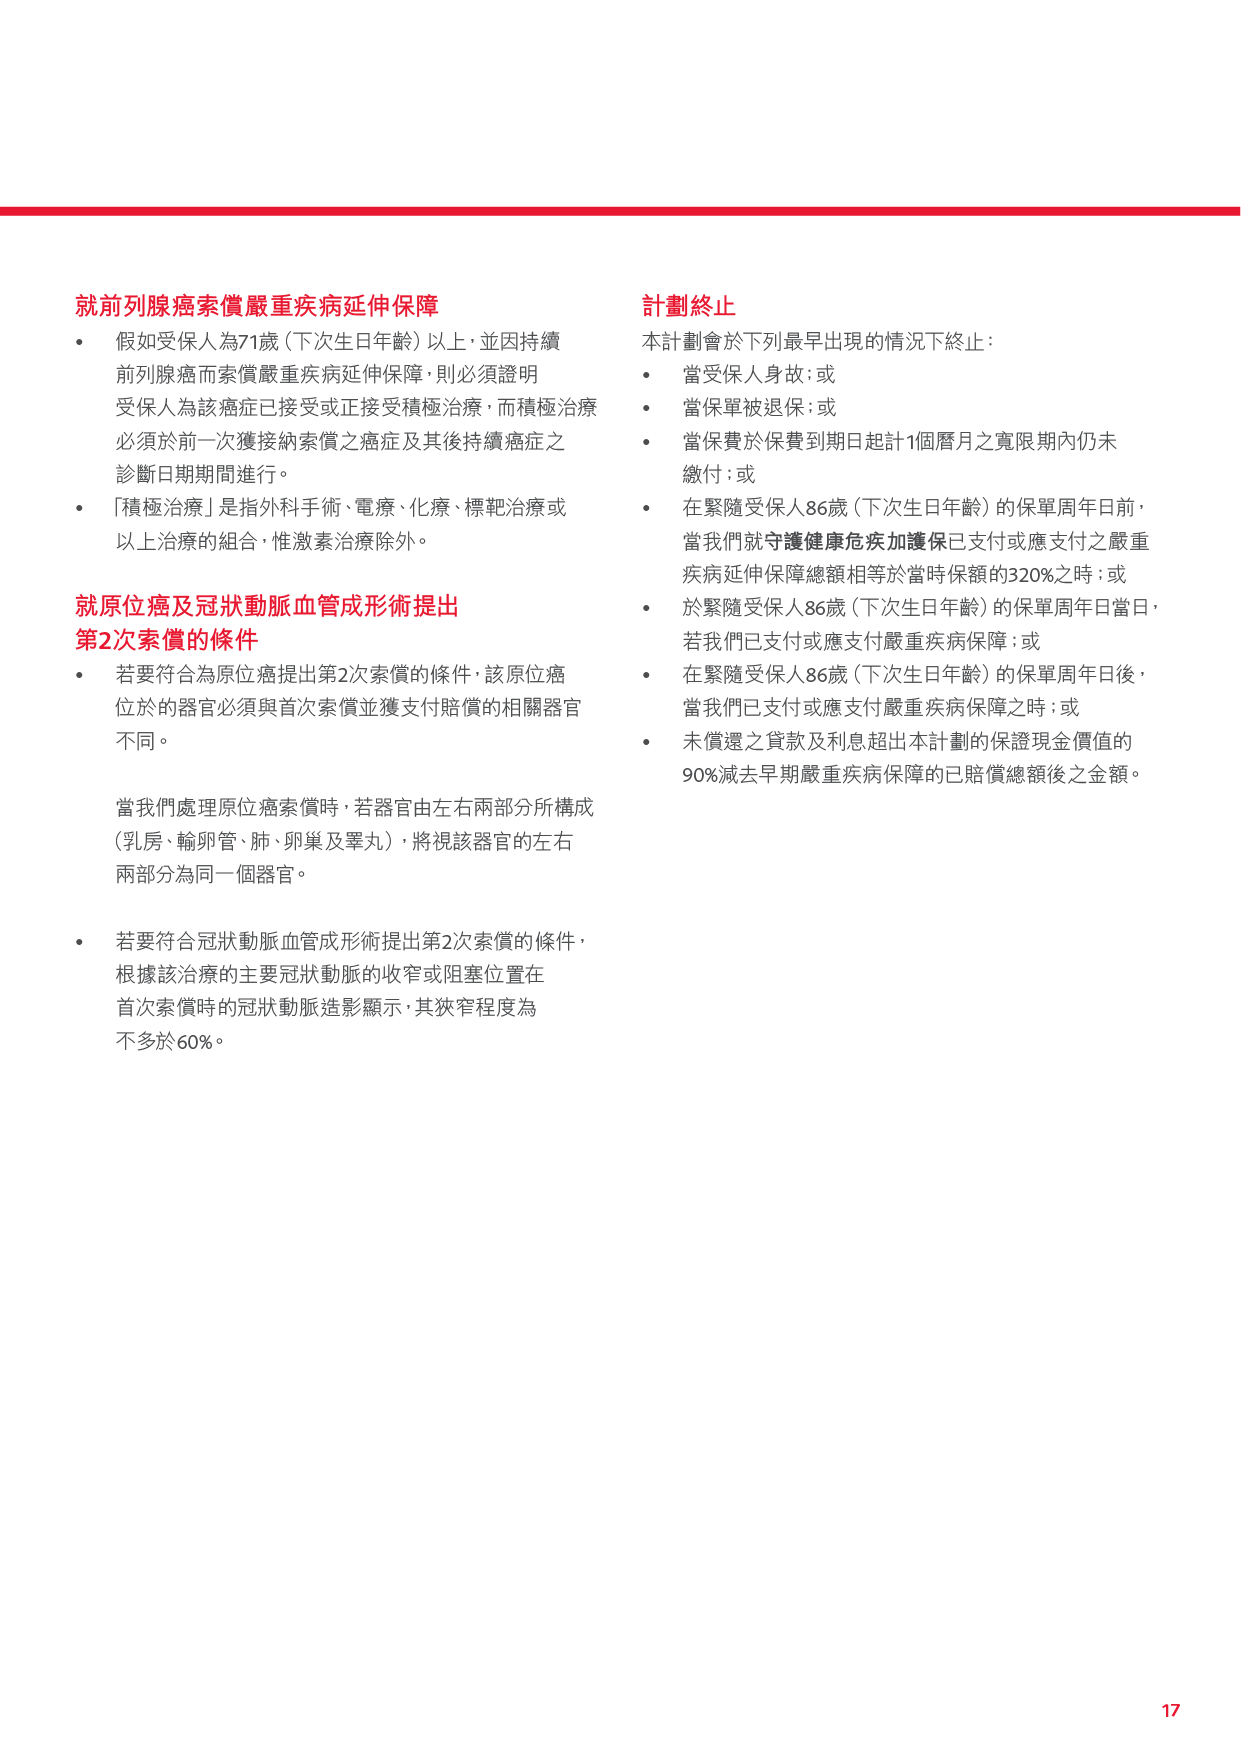 就前列腺癌索償嚴重疾病延伸保障
• 假如受保人為71歲（下次生日年齡）以上，並因持續
前列腺癌而索償嚴重疾病延伸保障，則必須證明
受保人為該癌症已接受或正接受積極治療，而積極治療
必須於前一次獲接納索償之癌症及其後持續癌症之
診斷日期期間進行。
• 「積極治療」是指外科手術、電療、化療、標靶治療或
以上治療的組合，惟激素治療除外。
就原位癌及冠狀動脈血管成形術提出
第2次索償的條件
• 若要符合為原位癌提出第2次索償的條件，該原位癌
位於的器官必須與首次索償並獲支付賠償的相關器官
不同。
當我們處理原位癌索償時，若器官由左右兩部分所構成
（乳房、輸卵管、肺、卵巢及睪丸），將視該器官的左右
兩部分為同一個器官。
• 若要符合冠狀動脈血管成形術提出第2次索償的條件，
根據該治療的主要冠狀動脈的收窄或阻塞位置在
首次索償時的冠狀動脈造影顯示，其狹窄程度為
不多於60%。
計劃終止
本計劃會於下列最早出現的情況下終止：
• 當受保人身故；或
• 當保單被退保；或
• 當保費於保費到期日起計1個曆月之寬限期內仍未
繳付；或
• 在緊隨受保人86歲（下次生日年齡）的保單周年日前，
當我們就守護健康危疾加護保已支付或應支付之嚴重
疾病延伸保障總額相等於當時保額的320%之時；或
• 於緊隨受保人86歲（下次生日年齡）的保單周年日當日，
若我們已支付或應支付嚴重疾病保障；或
• 在緊隨受保人86歲（下次生日年齡）的保單周年日後，
當我們已支付或應支付嚴重疾病保障之時；或
• 未償還之貸款及利息超出本計劃的保證現金價值的
90%減去早期嚴重疾病保障的已賠償總額後之金額。
17